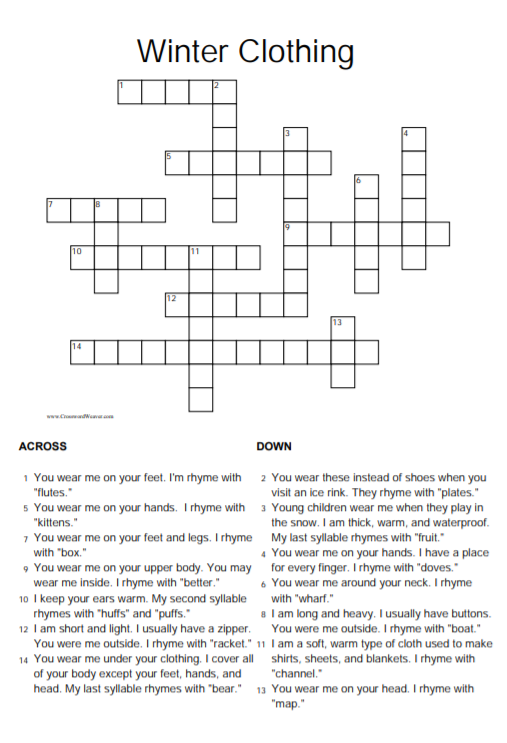 Winter Clothing
1 2
3 4
5
6
7 8
9
10 11
12
13
14
www.CrosswordWeaver.com
ACROSS
1 You wear me on your feet. I'm rhyme with
"flutes."
5 You wear me on your hands. I rhyme with
"kittens."
7 You wear me on your feet and legs. I rhyme
with "box."
9 You wear me on your upper body. You may
wear me inside. I rhyme with "better."
10 I keep your ears warm. My second syllable
rhymes with "huffs" and "puffs."
12 I am short and light. I usually have a zipper.
You were me outside. I rhyme with "racket."
14 You wear me under your clothing. I cover all
of your body except your feet, hands, and
head. My last syllable rhymes with "bear."
DOWN
2 You wear these instead of shoes when you
visit an ice rink. They rhyme with "plates."
3 Young children wear me when they play in
the snow. I am thick, warm, and waterproof.
My last syllable rhymes with "fruit."
4 You wear me on your hands. I have a place
for every finger. I rhyme with "doves."
6 You wear me around your neck. I rhyme
with "wharf."
8 I am long and heavy. I usually have buttons.
You were me outside. I rhyme with "boat."
11 I am a soft, warm type of cloth used to make
shirts, sheets, and blankets. I rhyme with
"channel."
13 You wear me on your head. I rhyme with
"map."